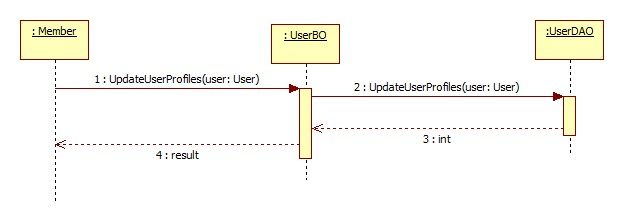 : Member
: UserBO
: UserDAO
1 : UpdateUserProfiles(user: User)
2 : UpdateUserProfiles(user: User)
3 : int
4 : result